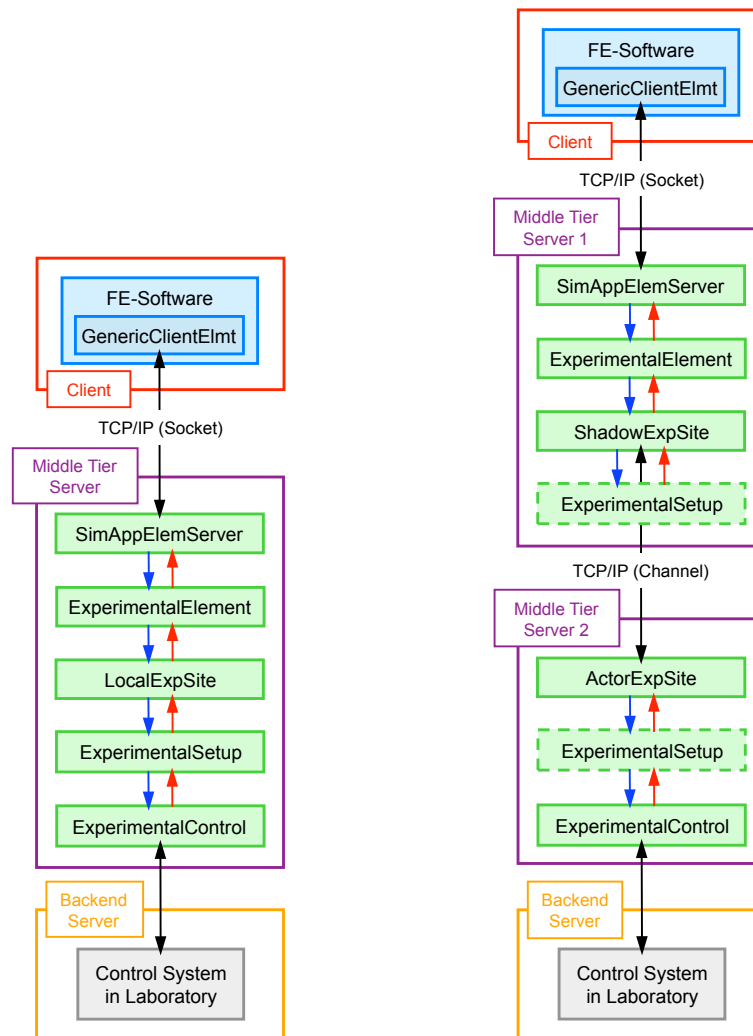 FE-Software
GenericClientElmt
Client
TCP/IP (Socket)
Middle Tier
Server
SimAppElemServer
ExperimentalElement
LocalExpSite
ExperimentalSetup
ExperimentalControl
Backend
Server
Control System
in Laboratory
FE-Software
GenericClientElmt
Client
TCP/IP (Socket)
Middle Tier
Server 1
SimAppElemServer
ExperimentalElement
ShadowExpSite
ExperimentalSetup
TCP/IP (Channel)
Middle Tier
Server 2
ActorExpSite
ExperimentalSetup
ExperimentalControl
Backend
Server
Control System
in Laboratory